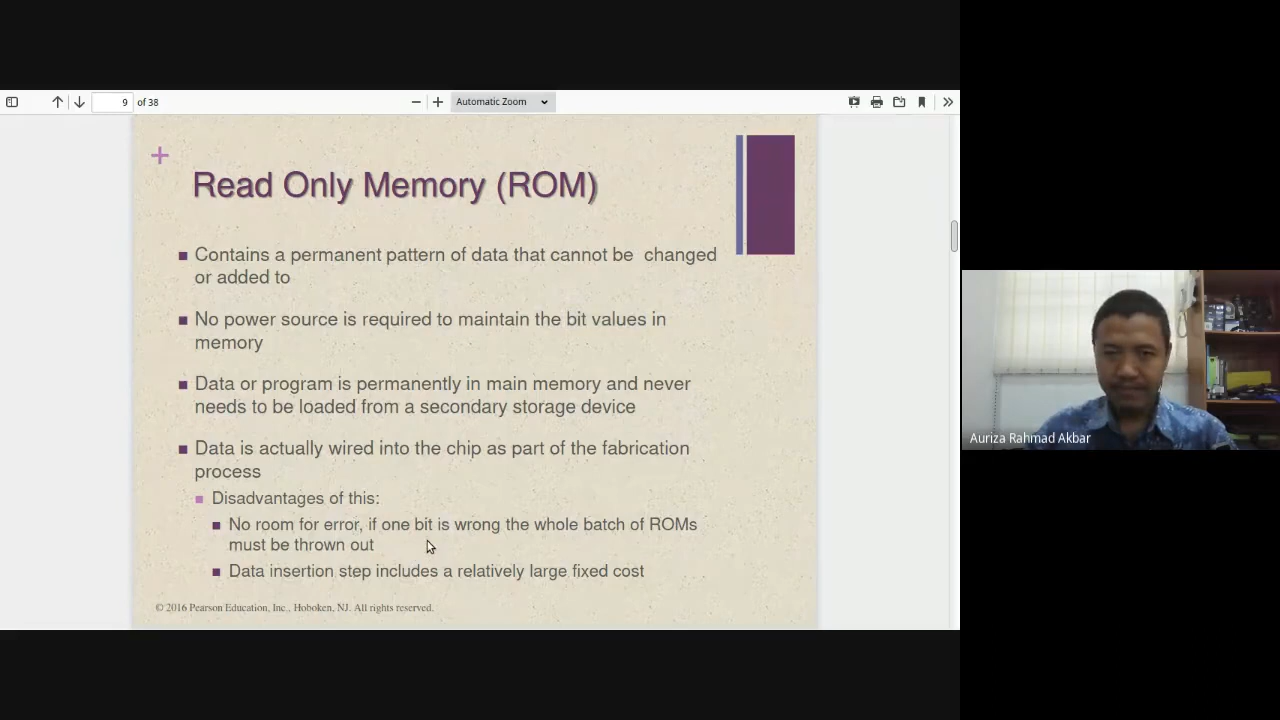 9 of 38
Automatic Zoom
+
Read Only Memory (ROM)
Contains a permanent pattern of data that cannot be changed
or added to
No power source is required to maintain the bit values in
memory
Data or program is permanently in main memory and never
needs to be loaded from a secondary storage device
Data is actually wired into the chip as part of the fabrication
process
Disadvantages of this:
No room for error, if one bit is wrong the whole batch of ROMs
must be thrown out
Data insertion step includes a relatively large fixed cost
© 2016 Pearson Education, Inc., Hoboken, NJ. All rights reserved.
Auriza Rahmad Akbar